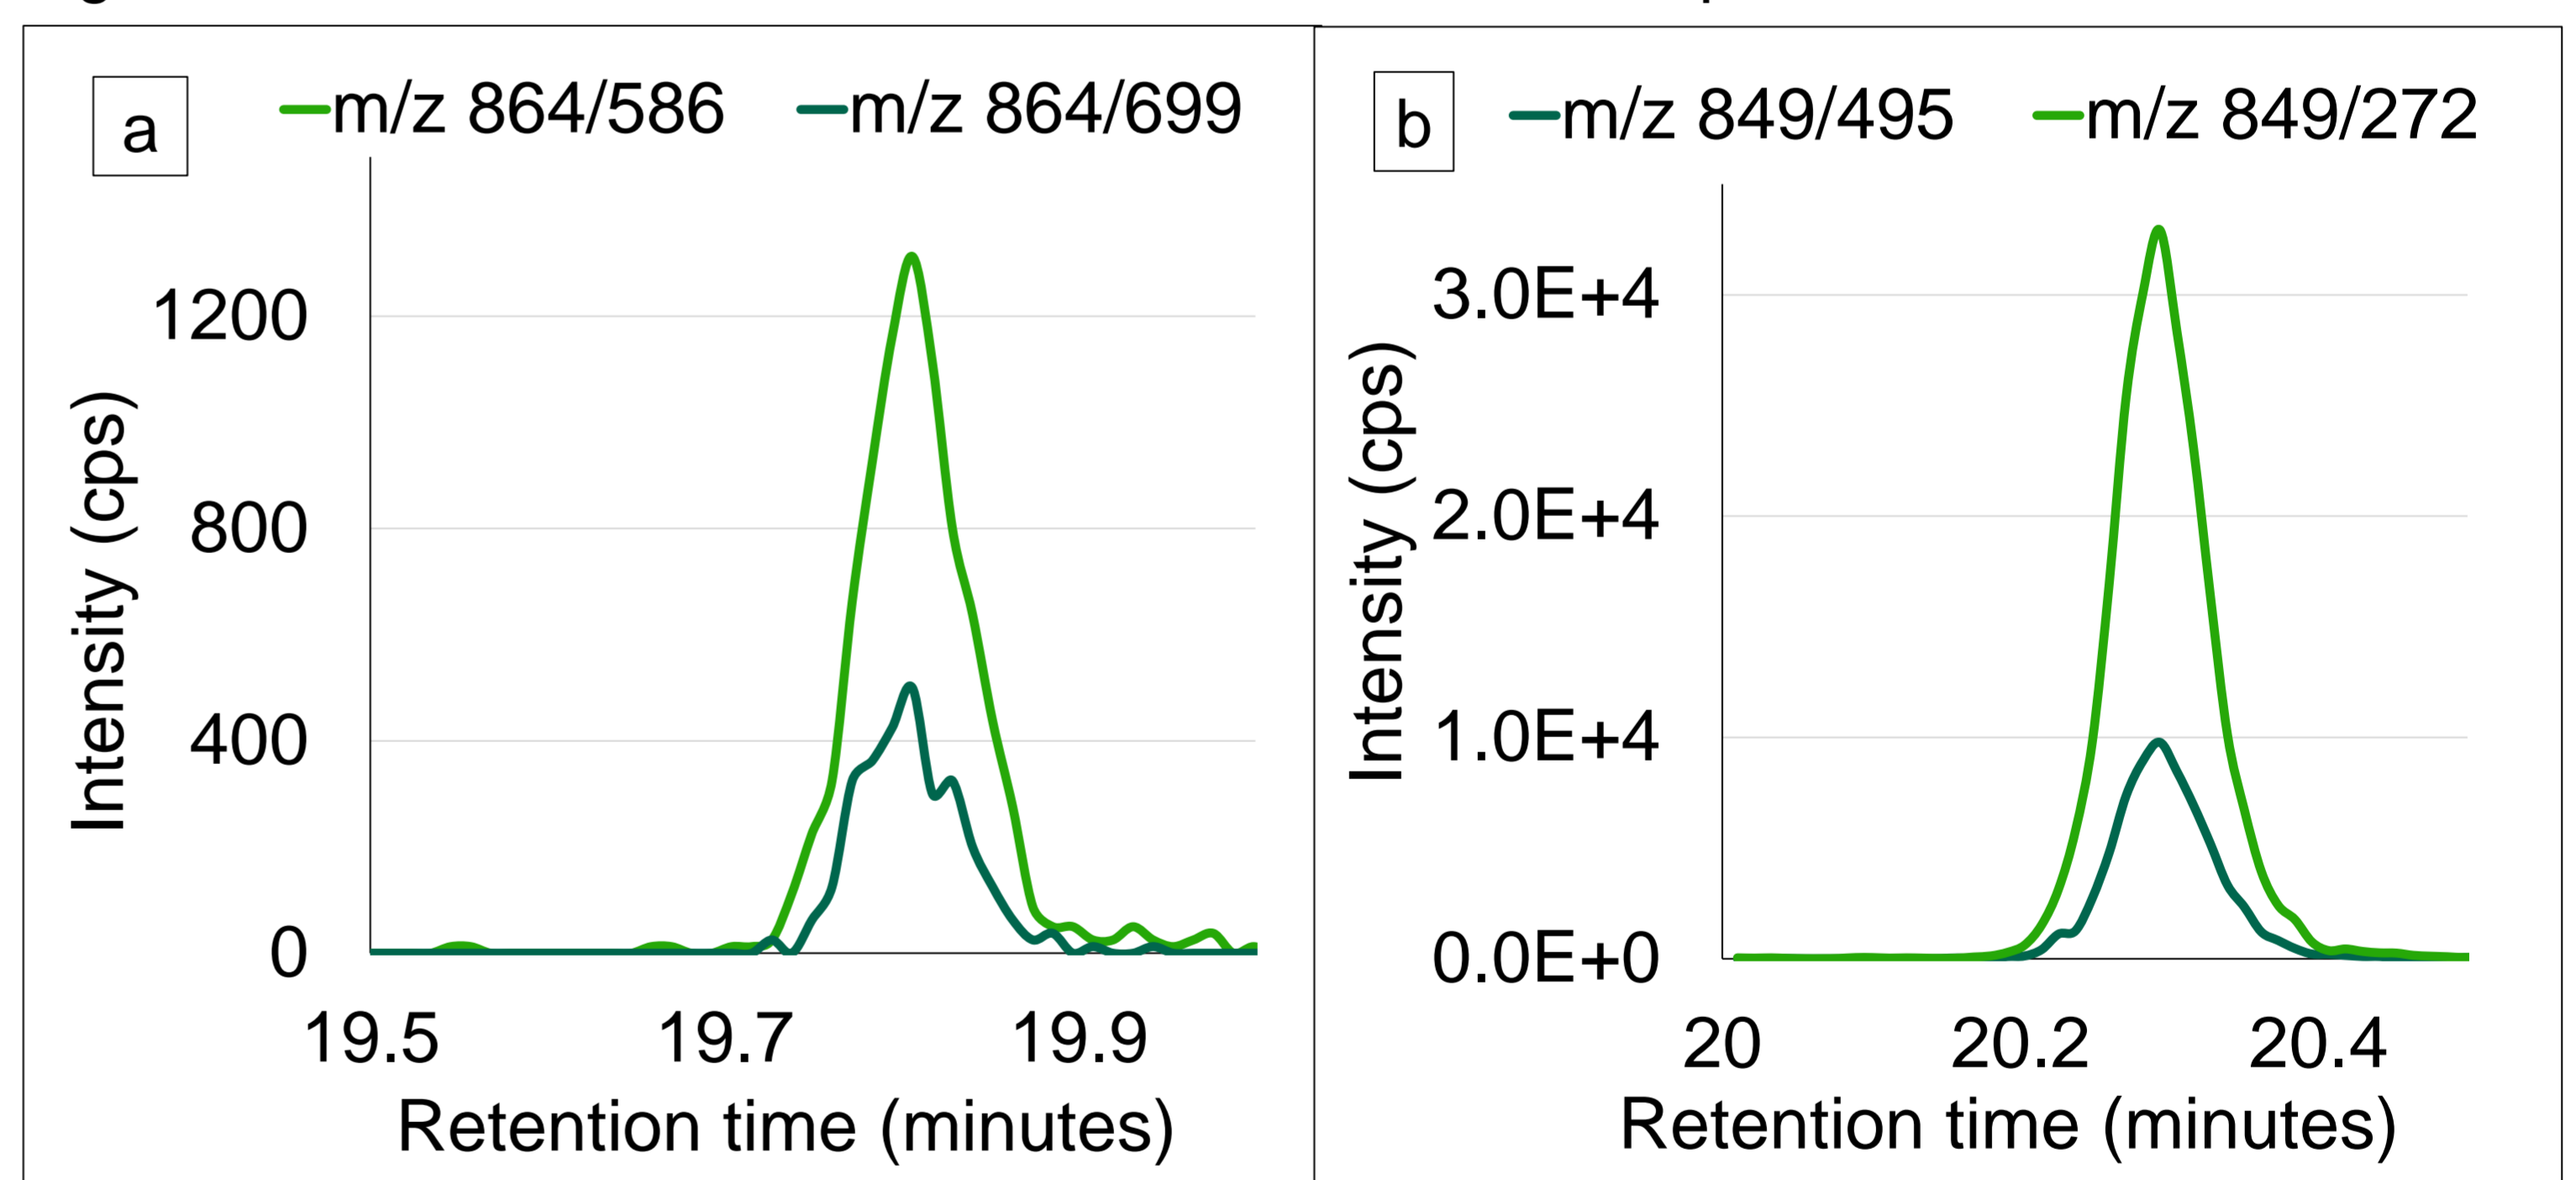 a
m/z 864/586 m/z 864/699
1200
800
400
0
Intensity (cps)
19.5 19.7 19.9
Retention time (minutes)
b
m/z 849/495 m/z 849/272
3.0E+4
2.0E+4
1.0E+4
0.0E+0
Intensity (cps)
20 20.2 20.4
Retention time (minutes)